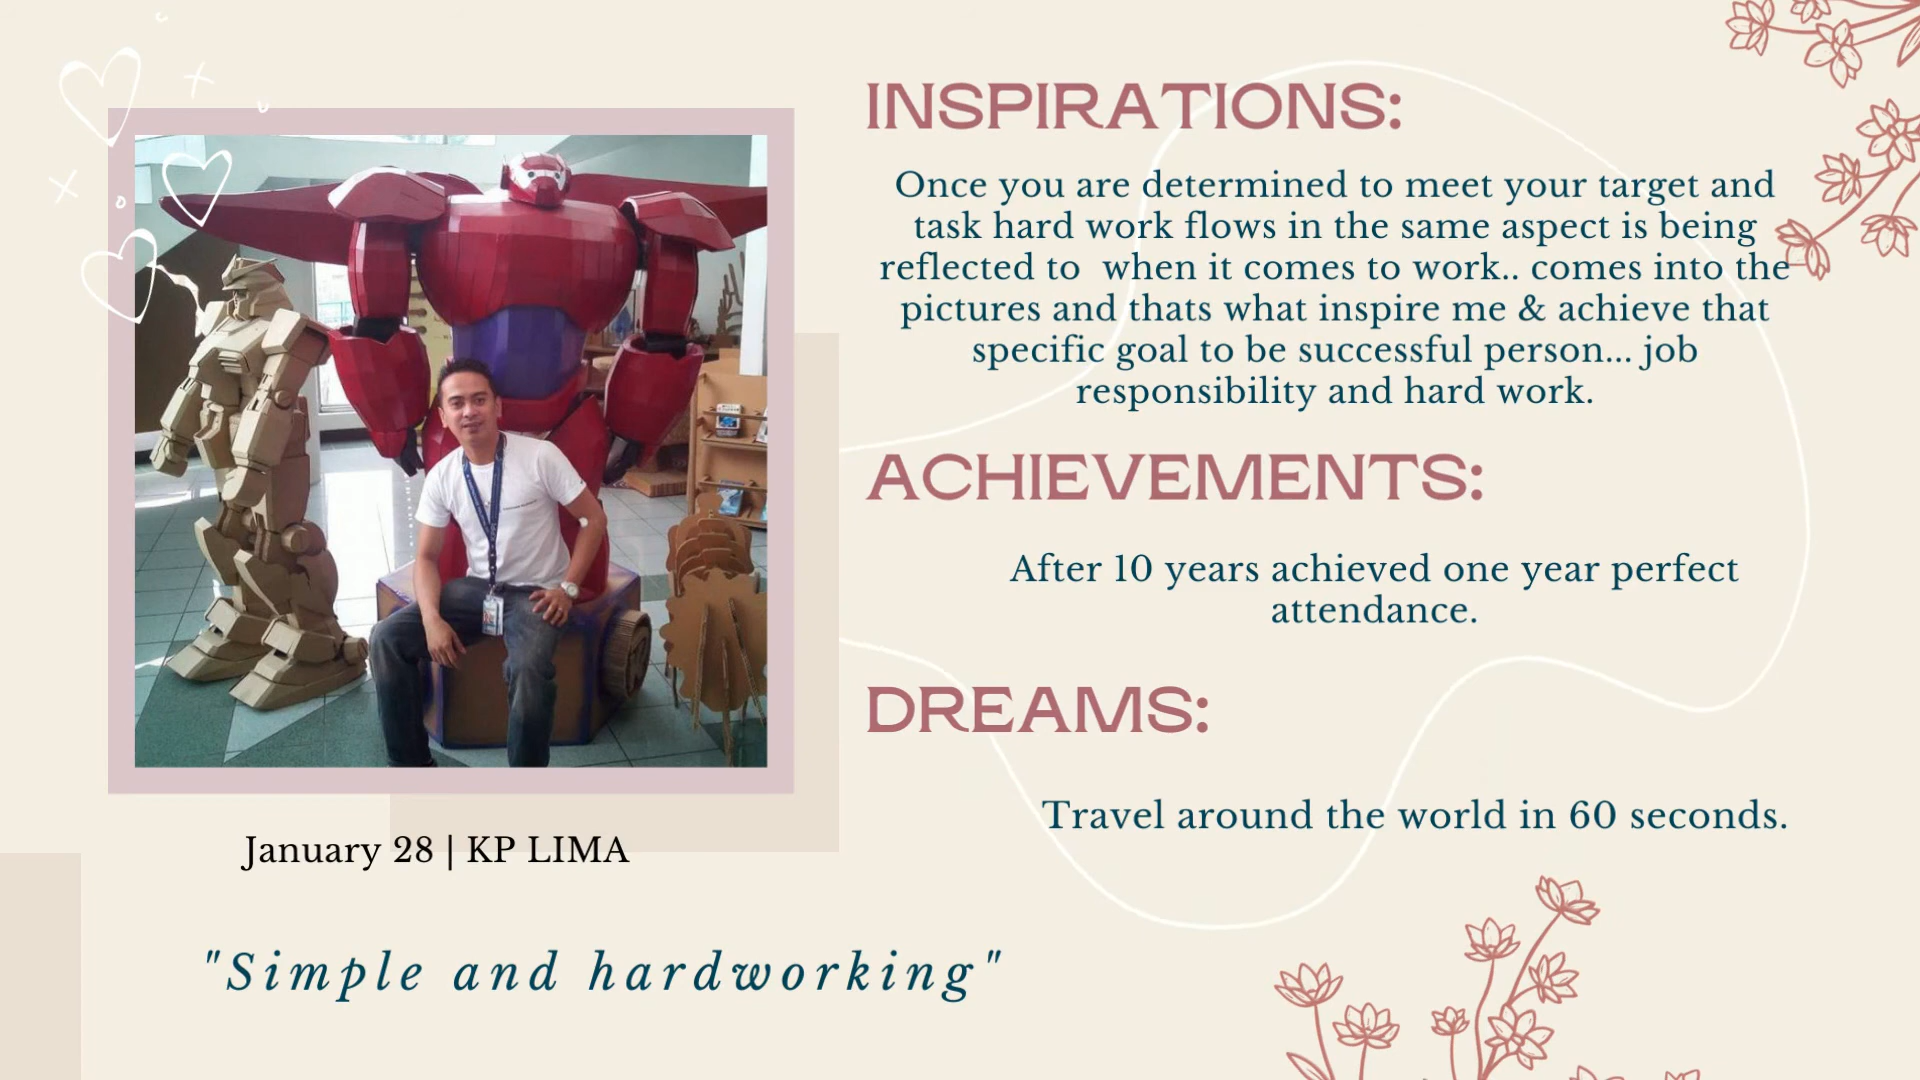 INSPIRATIONS:
Once you are determined to meet your target and
task hard work flows in the same aspect is being
reflected to  when it comes to work.. comes into the
pictures and thats what inspire me & achieve that
specific goal to be successful person... job
responsibility and hard work.
ACHIEVEMENTS:
After 10 years achieved one year perfect
attendance.
DREAMS:
Travel around the world in 60 seconds.
January 28 | KP LIMA
"Simple and hardworking"